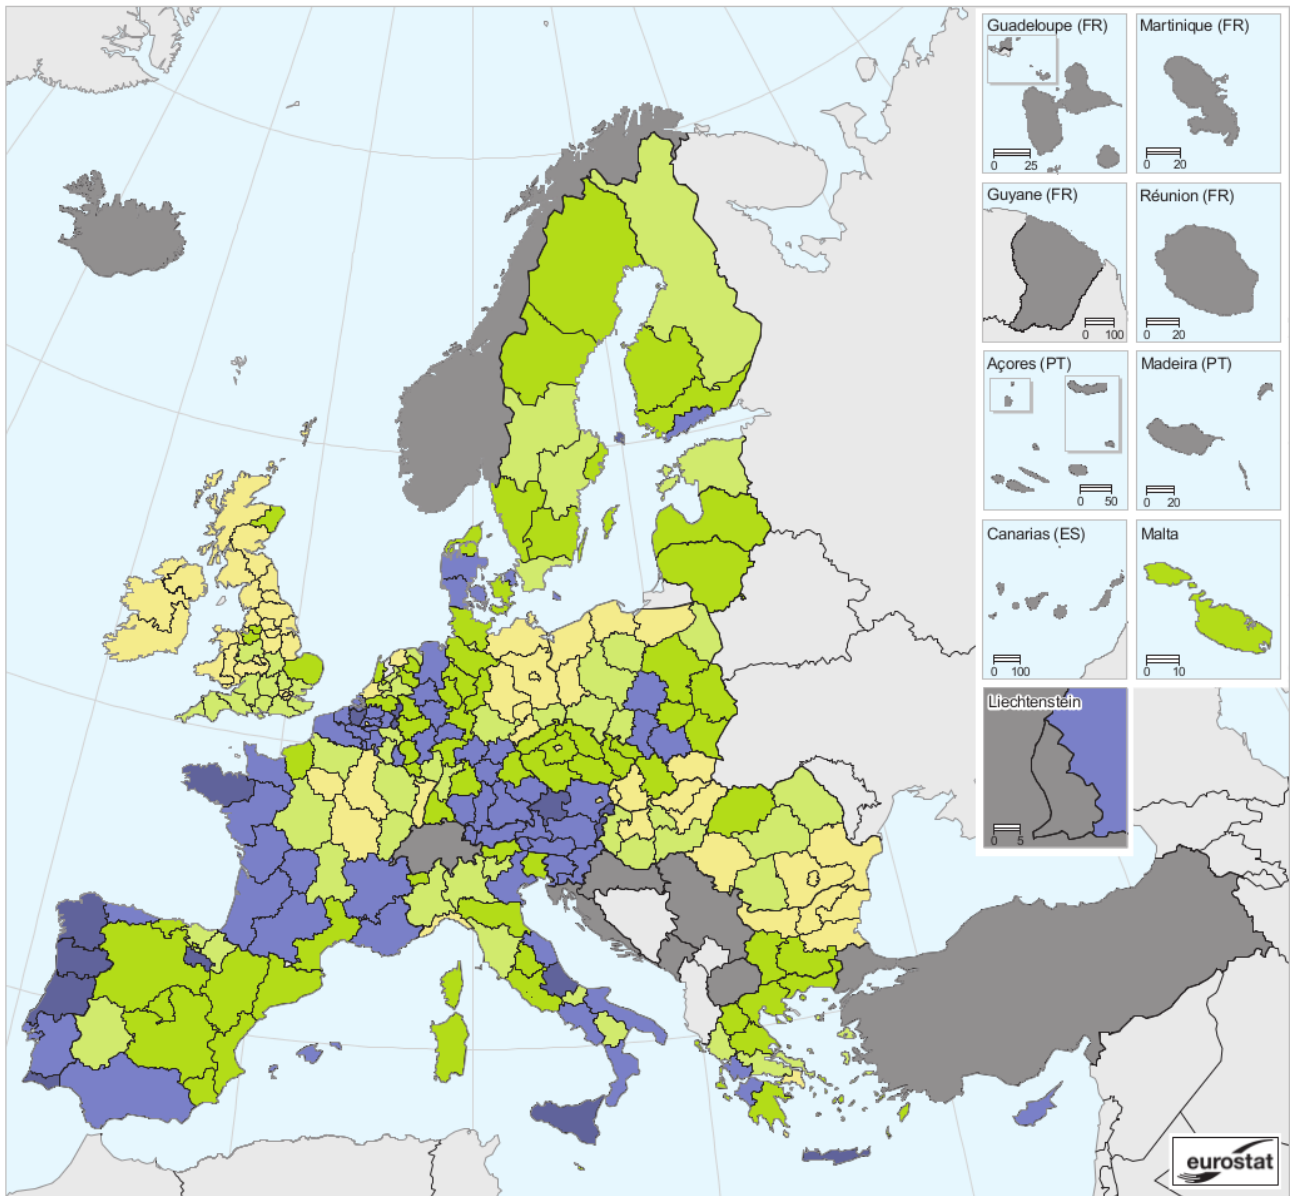 Guadeloupe (FR)
0 25
Martinique (FR)
0 20
Guyane (FR)
0 100
Réunion (FR)
0 20
Açores (PT)
0 50
Madeira (PT)
0 20
Canarias (ES)
0 100
Malta
0 10
Liechtenstein
0 5
eurostat